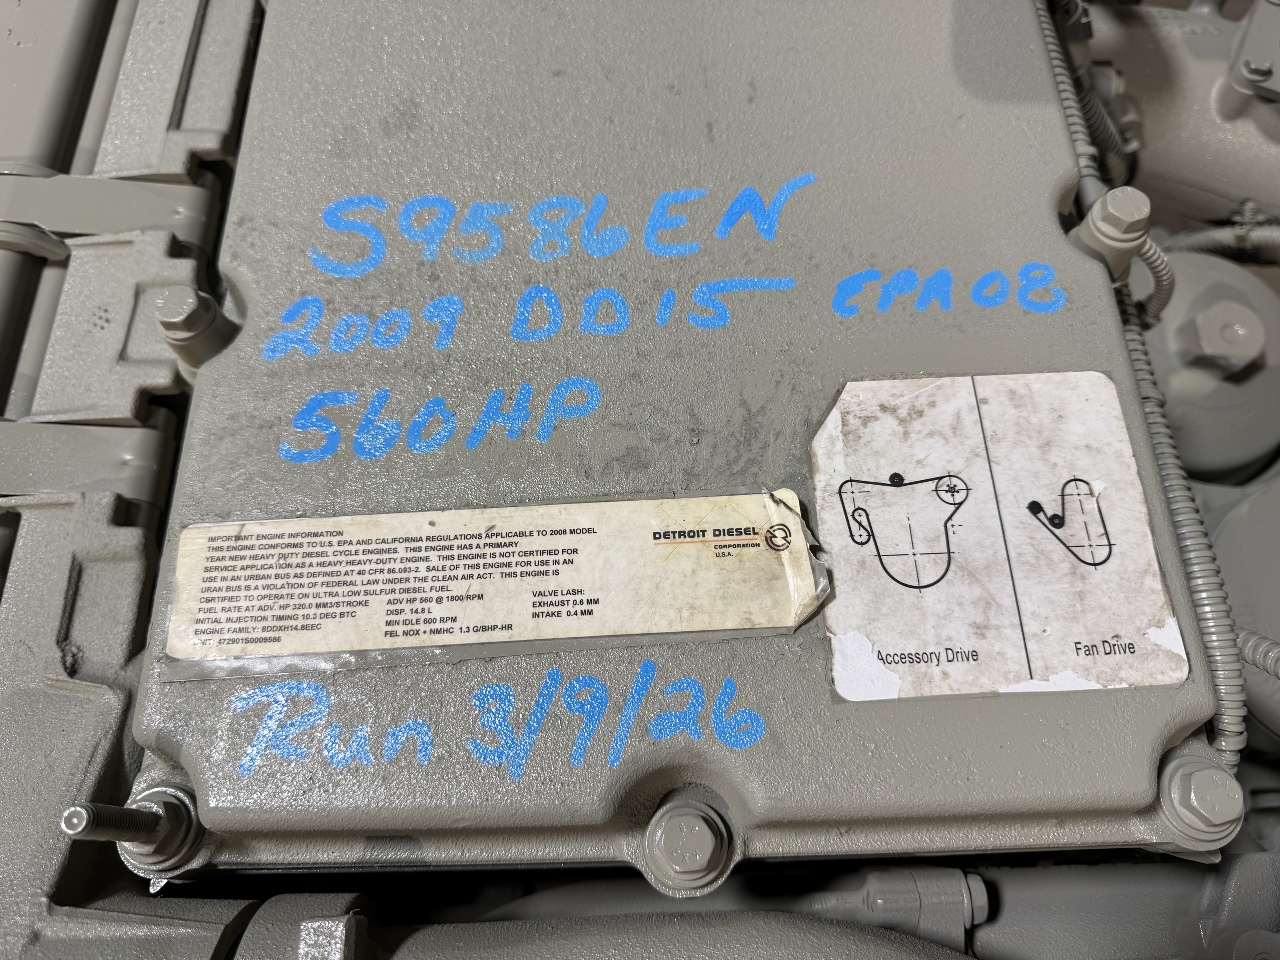 S9586EN
2009 DD15 EPA08
560HP
IMPORTANT ENGINE INFORMATION
THIS ENGINE CONFORMS TO U.S. EPA AND CALIFORNIA REGULATIONS APPLICABLE TO 2008 MODEL
YEAR NEW HEAVY DUTY DIESEL CYCLE ENGINES. THIS ENGINE HAS A PRIMARY
SERVICE APPLICATION AS A HEAVY HEAVY-DUTY ENGINE. THIS ENGINE IS NOT CERTIFIED FOR
USE IN AN URBAN BUS AS DEFINED AT 40 CFR 86.093-2. SALE OF THIS ENGINE FOR USE IN AN
URAN BUS IS A VIOLATION OF FEDERAL LAW UNDER THE CLEAN AIR ACT. THIS ENGINE IS
CERTIFIED TO OPERATE ON ULTRA LOW SULFUR DIESEL FUEL.
FUEL RATE AT ADV. HP 320.0 MM3/STROKE
INITIAL INJECTION TIMING 10.3 DEG BTC
ENGINE FAMILY: 8DDXH14.8EEC
UNIT: 472901S0009586
ADV HP 560 @ 1800 RPM
DISP. 14.8 L
MIN IDLE 600 RPM
FEL NOX + NMHC 1.3 G/BHP-HR
VALVE LASH:
EXHAUST 0.6 MM
INTAKE 0.4 MM
DETROIT DIESEL
CORPORATION
U.S.A.
Accessory Drive
Fan Drive
Run 3/9/26